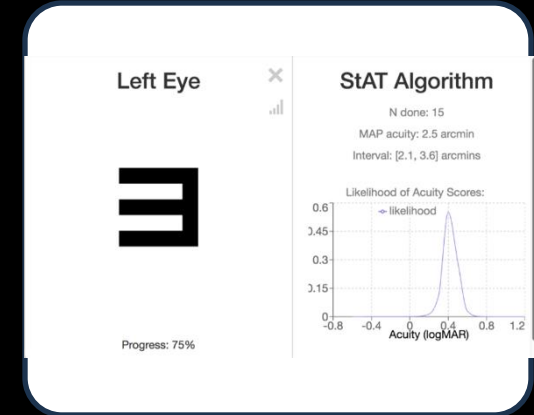 Left Eye
Progress: 75%
StAT Algorithm
N done: 15
MAP acuity: 2.5 arcmin
Interval: [2.1, 3.6] arcmins
Likelihood of Acuity Scores:
likelihood
0.6
0.45
0.3
0.15
0
-0.8 -0.4 0 0.4 0.8 1.2
Acuity (logMAR)